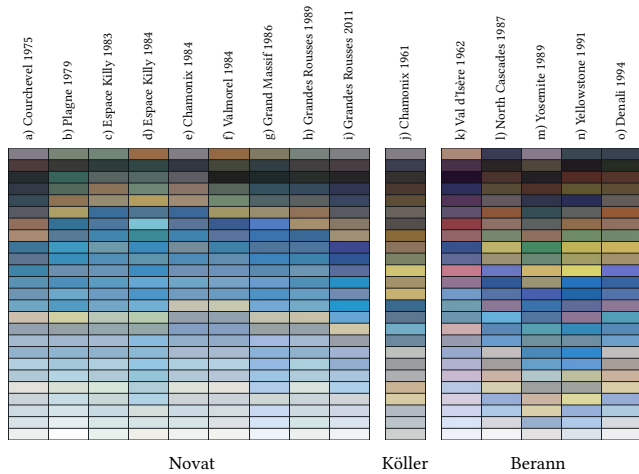 a) Courchevel 1975
b) Plagne 1979
c) Espace Killy 1983
d) Espace Killy 1984
e) Chamonix 1984
f) Valmorel 1984
g) Grand Massif 1986
h) Grandes Rousses 1989
i) Grandes Rousses 2011
j) Chamonix 1961
k) Val d'Isère 1962
l) North Cascades 1987
m) Yosemite 1989
n) Yellowstone 1991
o) Denali 1994
Novat
Köller
Berann